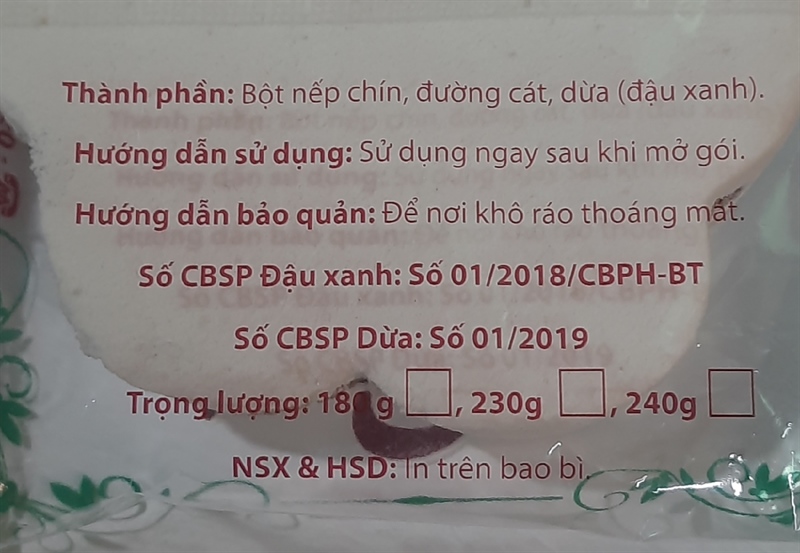 Thành phần: Bột nếp chín, đường cát, dừa (đậu xanh).
Hướng dẫn sử dụng: Sử dụng ngay sau khi mở gói.
Hướng dẫn bảo quản: Để nơi khô ráo thoáng mát.
Số CBSP Đậu xanh: Số 01/2018/CBPH-BT
Số CBSP Dừa: Số 01/2019
Trọng lượng: 180 g , 230g , 240g
NSX & HSD: In trên bao bì.